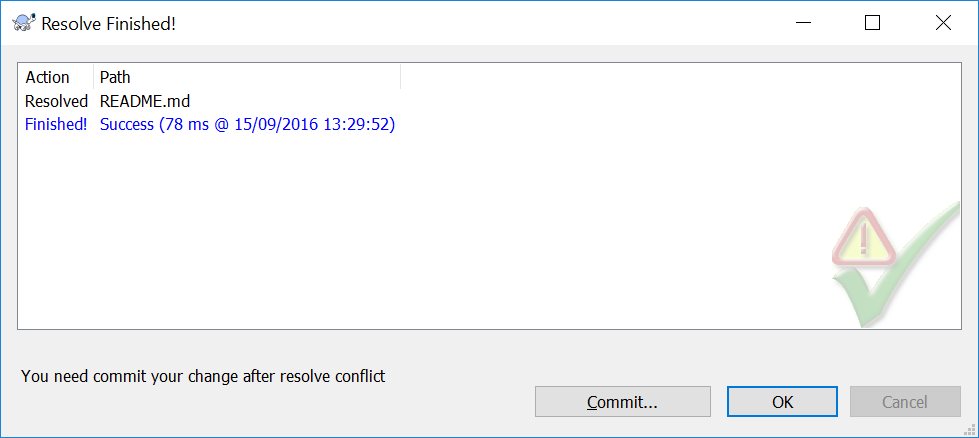 Resolve Finished!
Action Path
Resolved README.md
Finished! Success (78 ms @ 15/09/2016 13:29:52)
You need commit your change after resolve conflict
Commit... OK Cancel